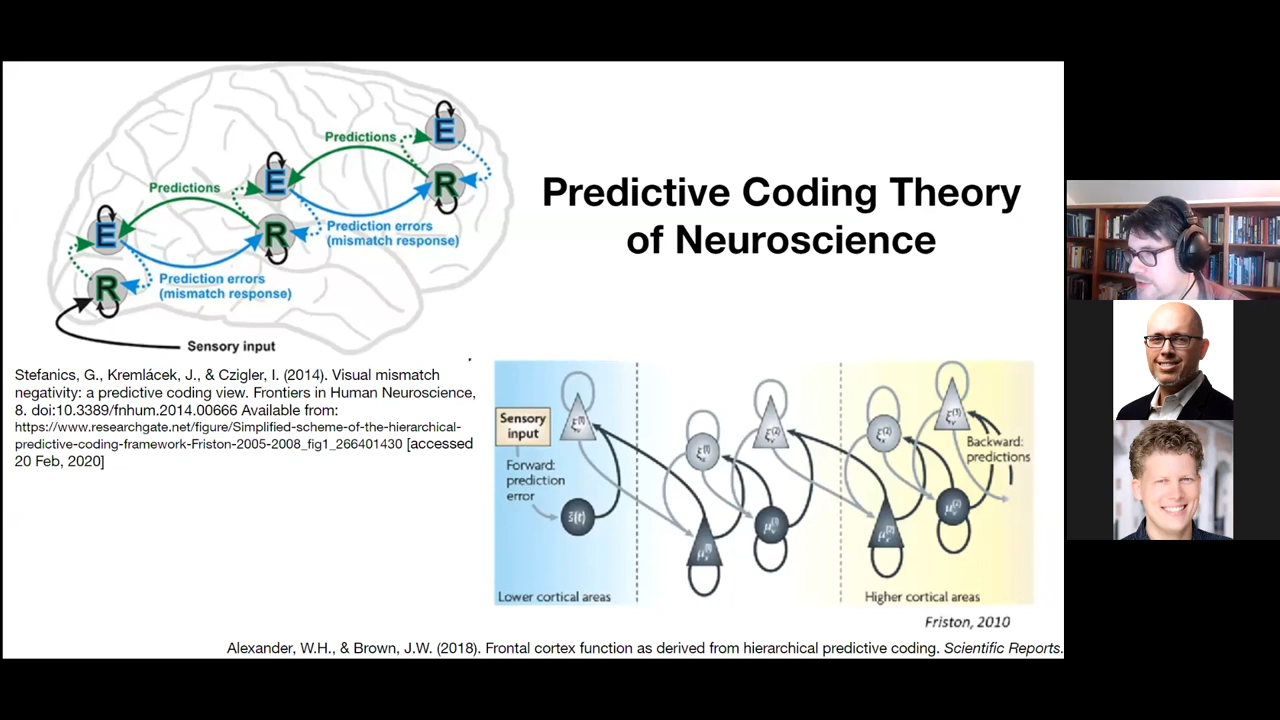 Predictive Coding Theory
of Neuroscience
E
Predictions
R
E
Predictions
R
Prediction errors
(mismatch response)
E
R
Prediction errors
(mismatch response)
Sensory input
Stefanics, G., Kremlácek, J., & Czigler, I. (2014). Visual mismatch
negativity: a predictive coding view. Frontiers in Human Neuroscience,
8. doi:10.3389/fnhum.2014.00666 Available from:
https://www.researchgate.net/figure/Simplified-scheme-of-the-hierarchical-
predictive-coding-framework-Friston-2005-2008_fig1_266401430 [accessed
20 Feb, 2020]
Sensory
input
Forward:
prediction
error
Backward:
predictions
Lower cortical areas
Higher cortical areas
Friston, 2010
Alexander, W.H., & Brown, J.W. (2018). Frontal cortex function as derived from hierarchical predictive coding. Scientific Reports.